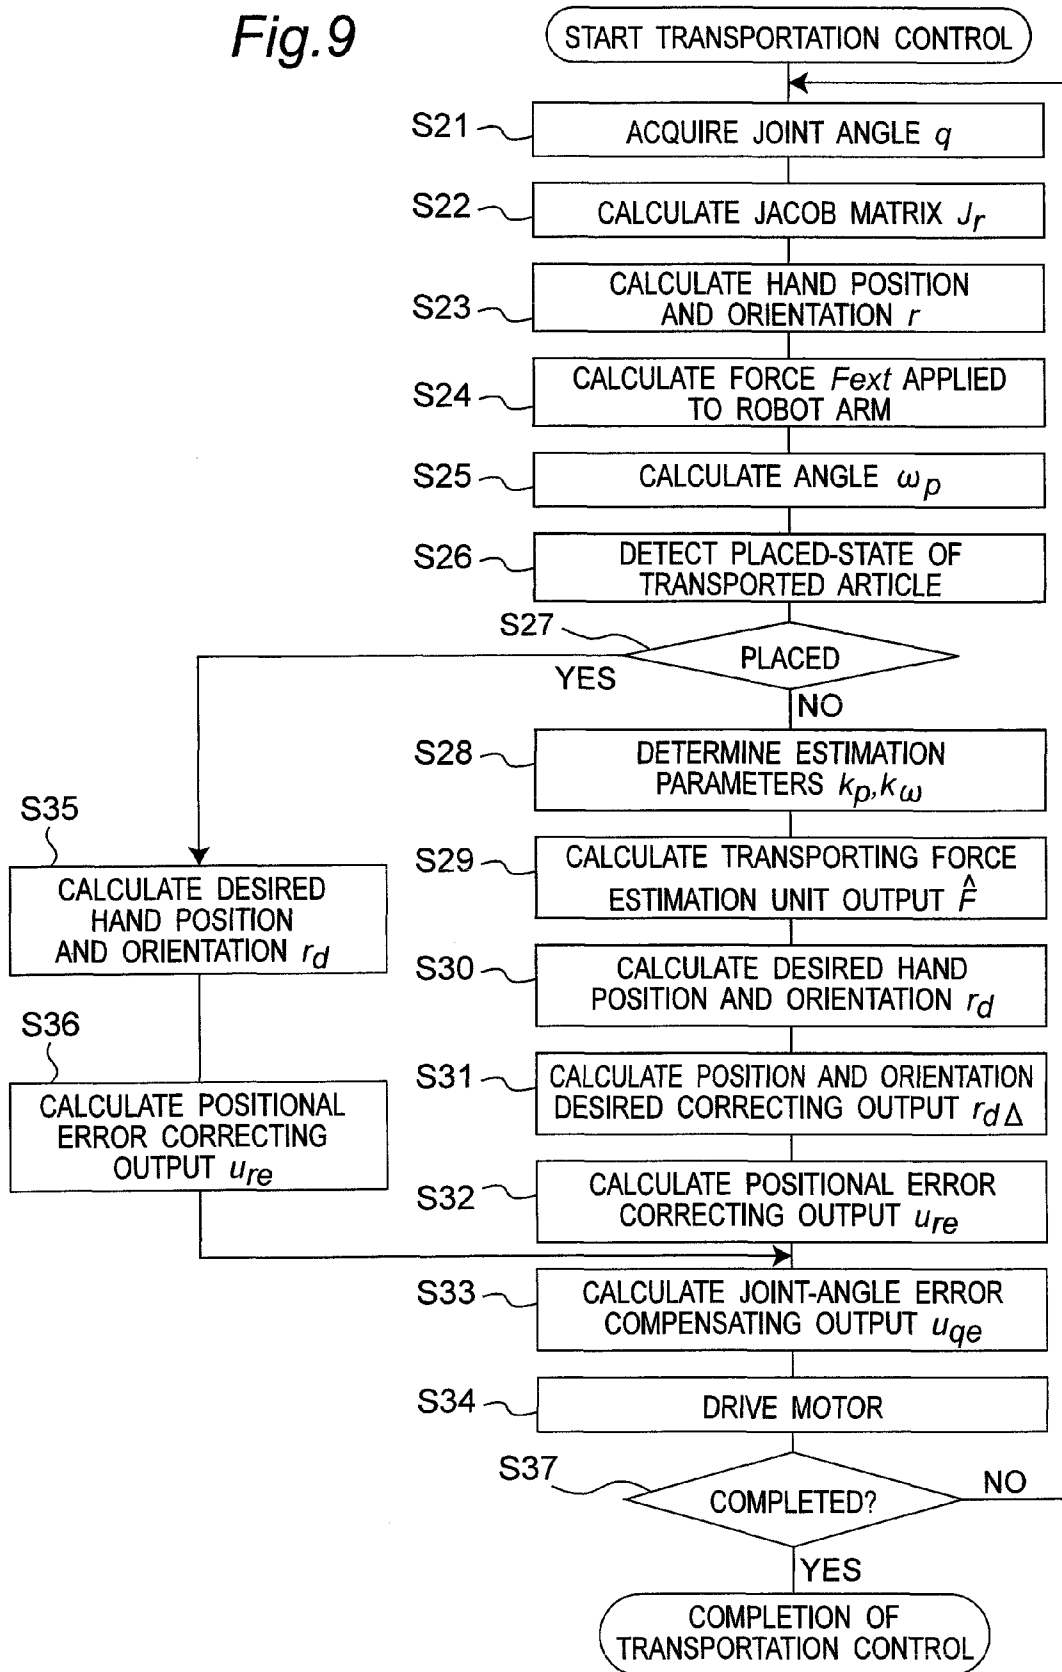 Fig.9
START TRANSPORTATION CONTROL
S21
ACQUIRE JOINT ANGLE q
S22
CALCULATE JACOB MATRIX Jr
S23
CALCULATE HAND POSITION
AND ORIENTATION r
S24
CALCULATE FORCE Fext APPLIED
TO ROBOT ARM
S25
CALCULATE ANGLE ωp
S26
DETECT PLACED-STATE OF
TRANSPORTED ARTICLE
S27
PLACED
YES
NO
S28
DETERMINE ESTIMATION
PARAMETERS kp,kω
S29
CALCULATE TRANSPORTING FORCE
ESTIMATION UNIT OUTPUT F̂
S30
CALCULATE DESIRED HAND
POSITION AND ORIENTATION rd
S31
CALCULATE POSITION AND ORIENTATION
DESIRED CORRECTING OUTPUT rdΔ
S32
CALCULATE POSITIONAL ERROR
CORRECTING OUTPUT ure
S35
CALCULATE DESIRED
HAND POSITION
AND ORIENTATION rd
S36
CALCULATE POSITIONAL
ERROR CORRECTING
OUTPUT ure
S33
CALCULATE JOINT-ANGLE ERROR
COMPENSATING OUTPUT uqe
S34
DRIVE MOTOR
S37
COMPLETED?
NO
YES
COMPLETION OF
TRANSPORTATION CONTROL